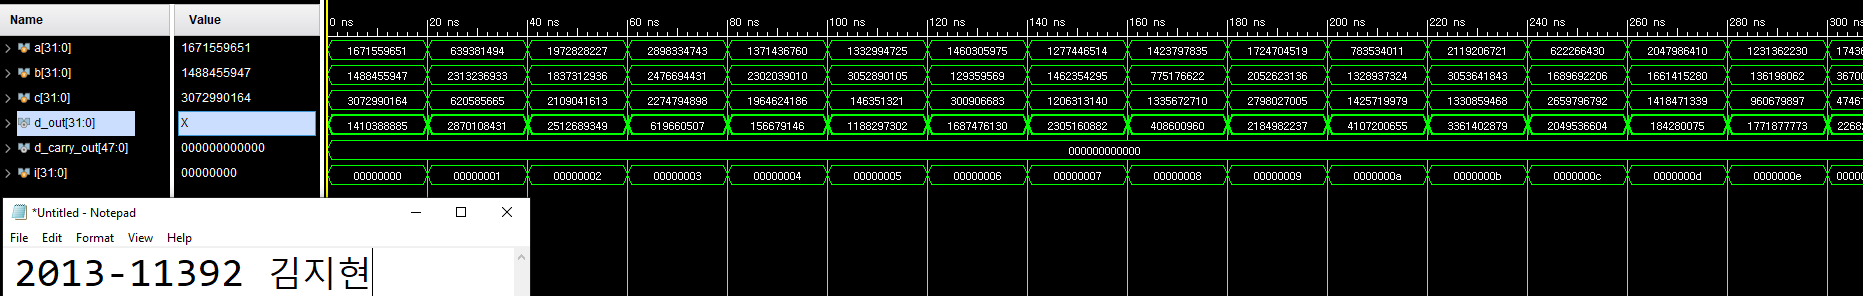 Name Value 0 ns 20 ns 40 ns 60 ns 80 ns 100 ns 120 ns 140 ns 160 ns 180 ns 200 ns 220 ns 240 ns 260 ns 280 ns 300 ns
a[31:0] 1671559651 1671559651 639381494 1972828227 2898334743 1371436760 1332994725 1460305975 1277446514 1423797835 1724704519 783534011 2119206721 622266430 2047986410 1231362230 17436
b[31:0] 1488455947 1488455947 2313236933 1837312936 2476694431 2302039010 3052890105 129359569 1462354295 775176622 2052623136 1328937324 3053641843 1689692206 1661415280 136198062 36700
c[31:0] 3072990164 3072990164 620585665 2109041613 2274794898 1964624186 146351321 300906683 1206313140 1335672710 2798027005 1425719979 1330859468 2659796792 1418471339 960679897 47461
d_out[31:0] X 1410388885 2870108431 2512689349 619660507 156679146 1188297302 1687476130 2305160882 408600960 2184982237 4107200655 3361402879 2049536604 184280075 1771877773 22682
d_carry_out[47:0] 000000000000 000000000000
i[31:0] 00000000 00000000 00000001 00000002 00000003 00000004 00000005 00000006 00000007 00000008 00000009 0000000a 0000000b 0000000c 0000000d 0000000e 00000
*Untitled - Notepad
File Edit Format View Help
2013-11392 김지현